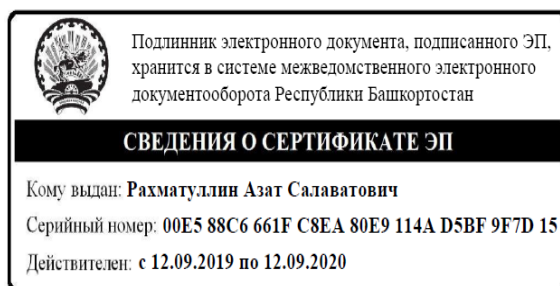 Подлинник электронного документа, подписанного ЭП,
хранится в системе межведомственного электронного
документооборота Республики Башкортостан
СВЕДЕНИЯ О СЕРТИФИКАТЕ ЭП
Кому выдан: Рахматуллин Азат Салаватович
Серийный номер: 00E5 88C6 661F C8EA 80E9 114A D5BF 9F7D 15
Действителен: с 12.09.2019 по 12.09.2020